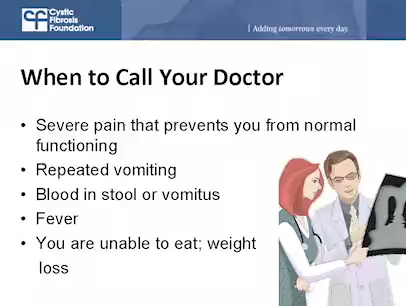 Cystic
Fibrosis
Foundation
Adding tomorrows every day.
When to Call Your Doctor
• Severe pain that prevents you from normal
functioning
• Repeated vomiting
• Blood in stool or vomitus
• Fever
• You are unable to eat; weight
loss